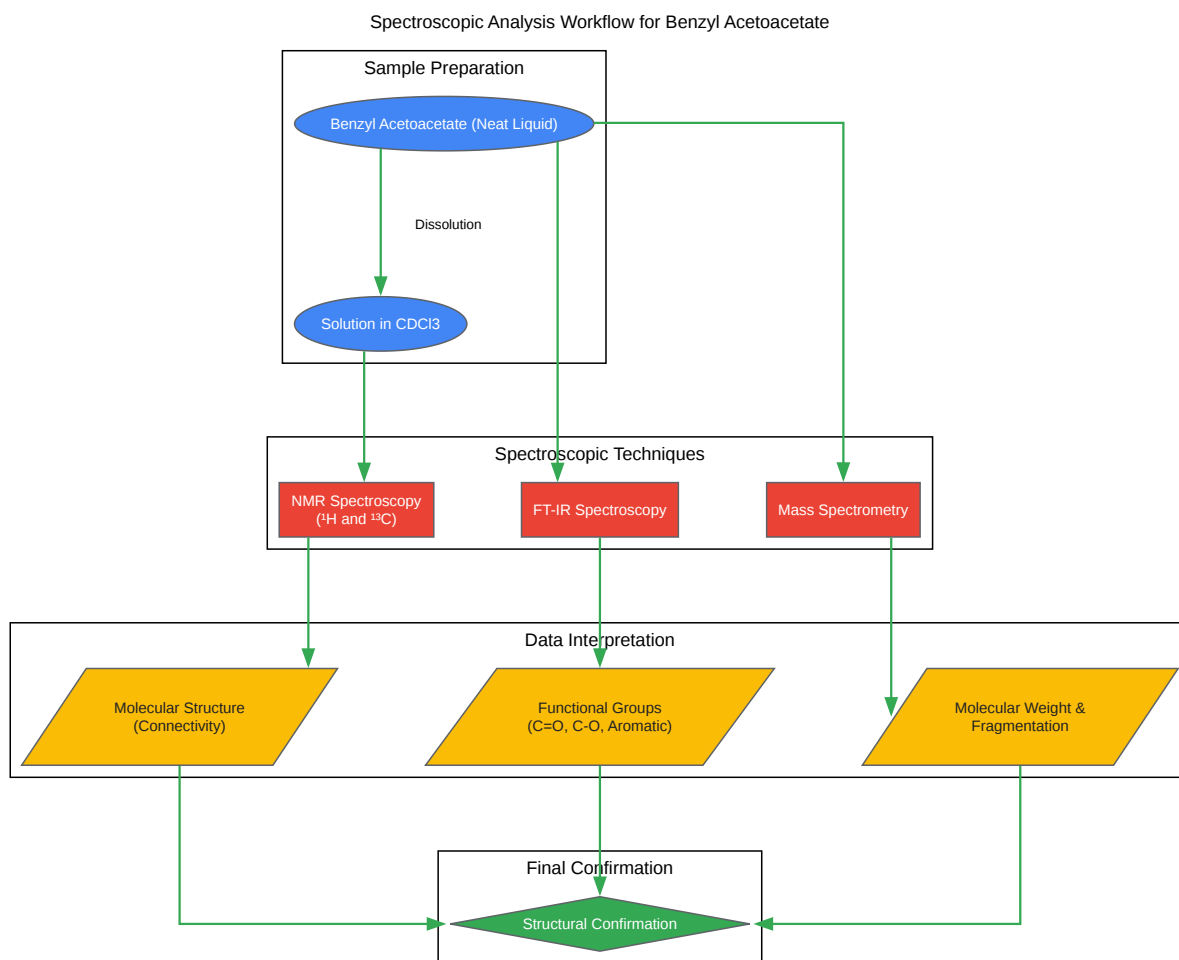 Spectroscopic Analysis Workflow for Benzyl Acetoacetate
Sample Preparation
Benzyl Acetoacetate (Neat Liquid)
Dissolution
Solution in CDCl3
Spectroscopic Techniques
NMR Spectroscopy
(¹H and ¹³C)
FT-IR Spectroscopy
Mass Spectrometry
Data Interpretation
Molecular Structure
(Connectivity)
Functional Groups
(C=O, C-O, Aromatic)
Molecular Weight &
Fragmentation
Final Confirmation
Structural Confirmation